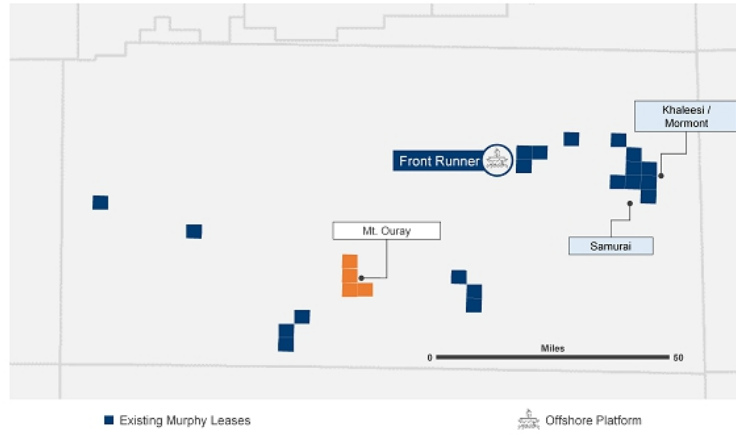 Khaleesi /
Mormont
Front Runner
Mt. Ouray
Samurai
Miles
0
50
Existing Murphy Leases
Offshore Platform